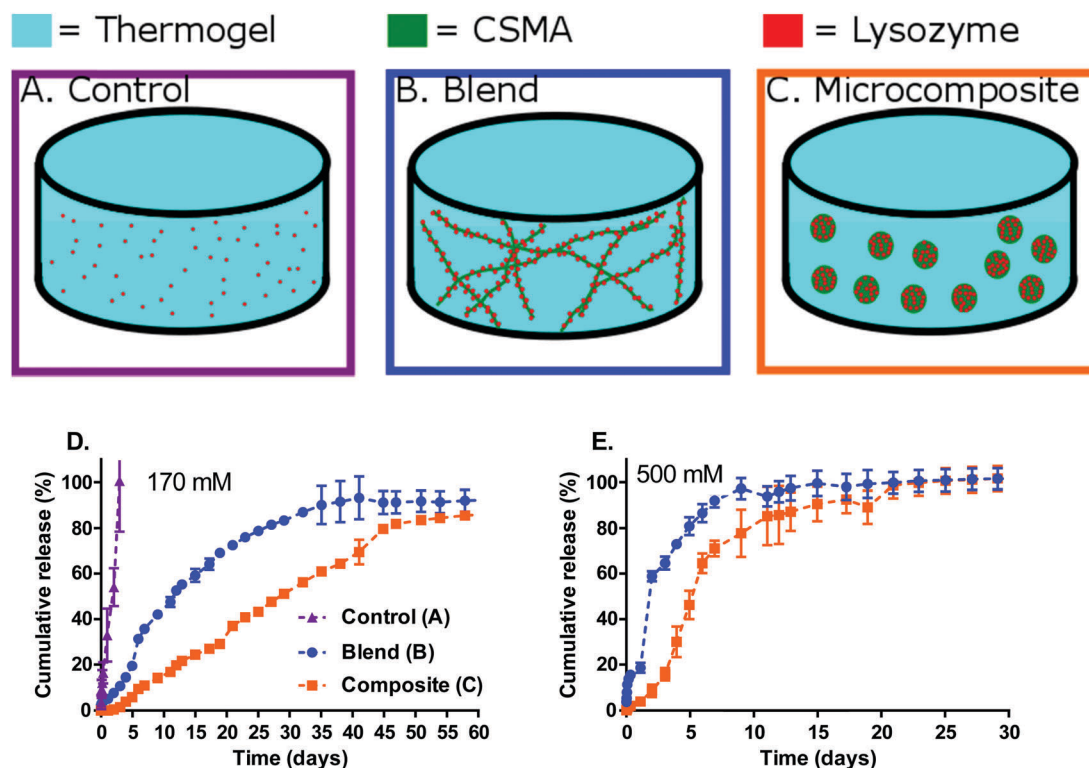 = Thermogel = CSMA = Lysozyme
A. Control B. Blend C. Microcomposite
D. E.
170 mM 500 mM
Cumulative release (%)
100
80
60
40
20
0
Control (A)
Blend (B)
Composite (C)
0 5 10 15 20 25 30 35 40 45 50 55 60
Time (days)
Cumulative release (%)
100
80
60
40
20
0
0 5 10 15 20 25 30
Time (days)